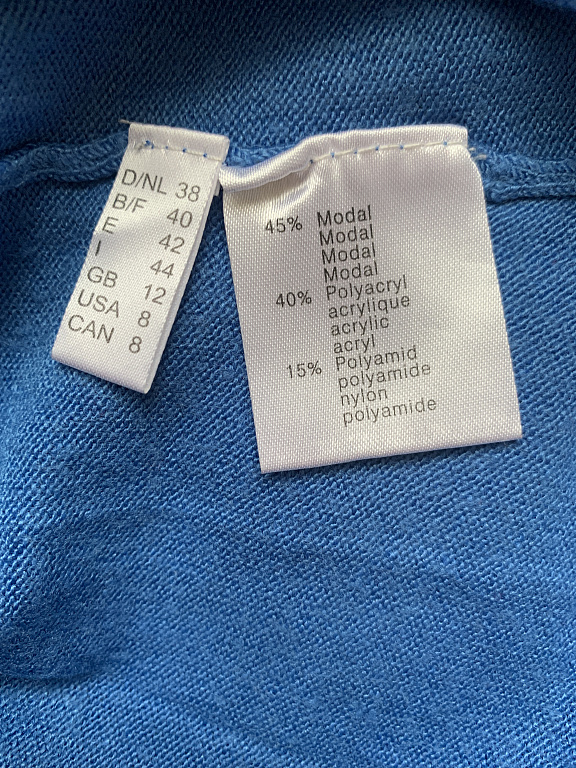 D/NL 38
B/F 40
E 42
I 44
GB 12
USA 8
CAN 8
45% Modal
Modal
Modal
Modal
40% Polyacryl
acrylique
acrylic
acryl
15% Polyamid
polyamide
nylon
polyamide